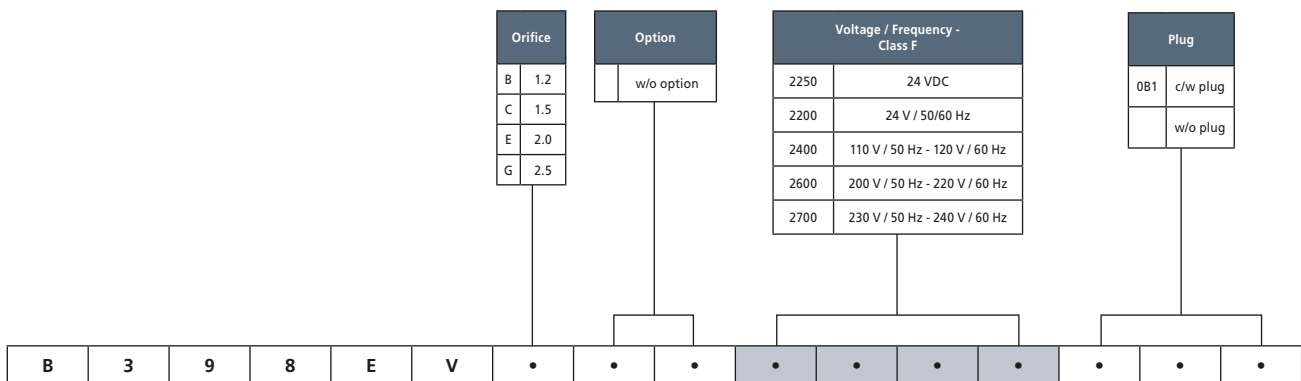 Orifice
B 1.2
C 1.5
E 2.0
G 2.5
Option
w/o option
Voltage / Frequency -
Class F
2250 24 VDC
2200 24 V / 50/60 Hz
2400 110 V / 50 Hz - 120 V / 60 Hz
2600 200 V / 50 Hz - 220 V / 60 Hz
2700 230 V / 50 Hz - 240 V / 60 Hz
Plug
0B1 c/w plug
w/o plug
B 3 9 8 E V • • • • • • • • • •